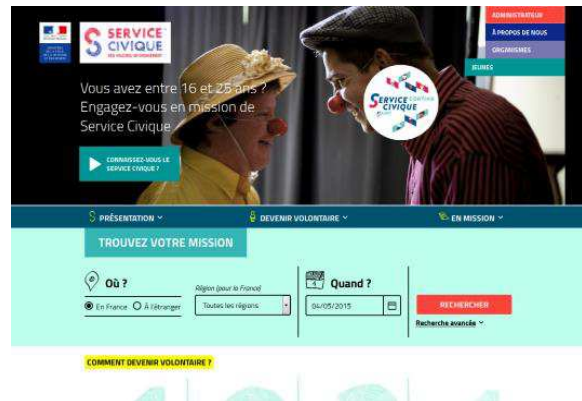 SERVICE
CIVIQUE
ADMINISTRATEUR
À PROPOS DE NOUS
ORGANISMES
JEUNES
Vous avez entre 16 et 25 ans ?
Engagez-vous en mission de
Service Civique
SERVICE
CIVIQUE
CONNAISSEZ-VOUS LE
SERVICE CIVIQUE ?
PRÉSENTATION
DEVENIR VOLONTAIRE
EN MISSION
TROUVEZ VOTRE MISSION
Où ?
En France À l'étranger
Région (pour la France)
Toutes les régions
Quand ?
04/05/2015
RECHERCHER
Recherche avancée
COMMENT DEVENIR VOLONTAIRE ?